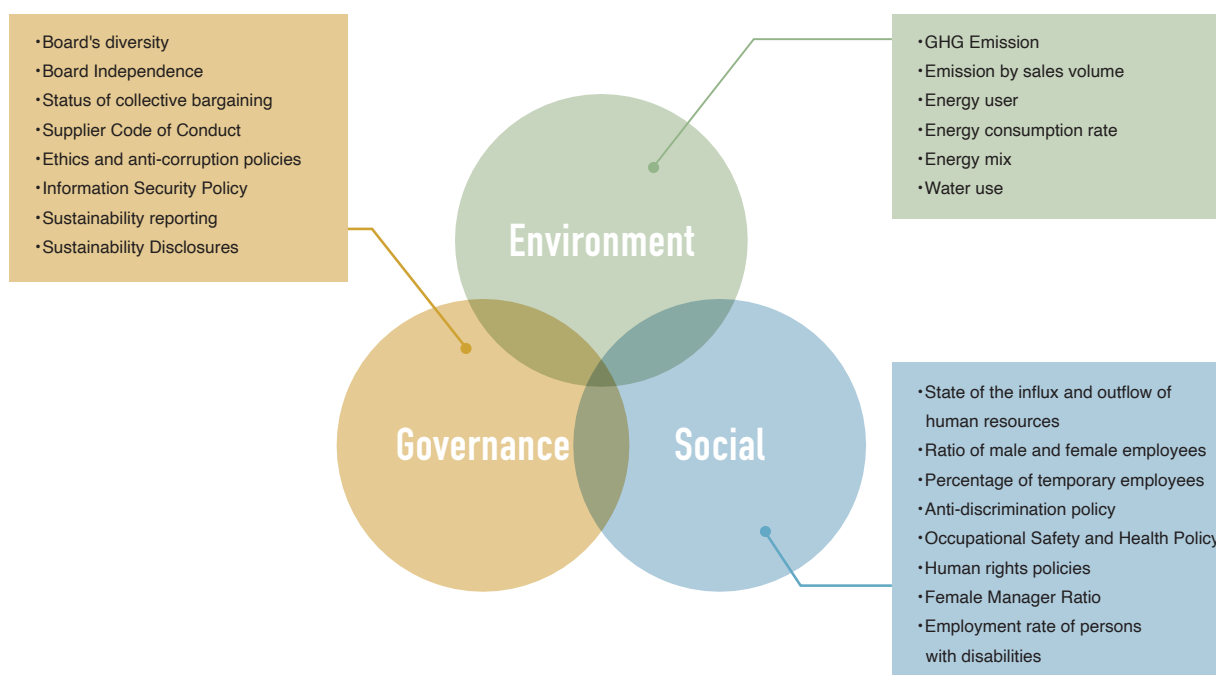 ・Board's diversity
・Board Independence
・Status of collective bargaining
・Supplier Code of Conduct
・Ethics and anti-corruption policies
・Information Security Policy
・Sustainability reporting
・Sustainability Disclosures
・GHG Emission
・Emission by sales volume
・Energy user
・Energy consumption rate
・Energy mix
・Water use
Environment
Governance
Social
・State of the influx and outflow of
human resources
・Ratio of male and female employees
・Percentage of temporary employees
・Anti-discrimination policy
・Occupational Safety and Health Policy
・Human rights policies
・Female Manager Ratio
・Employment rate of persons
with disabilities